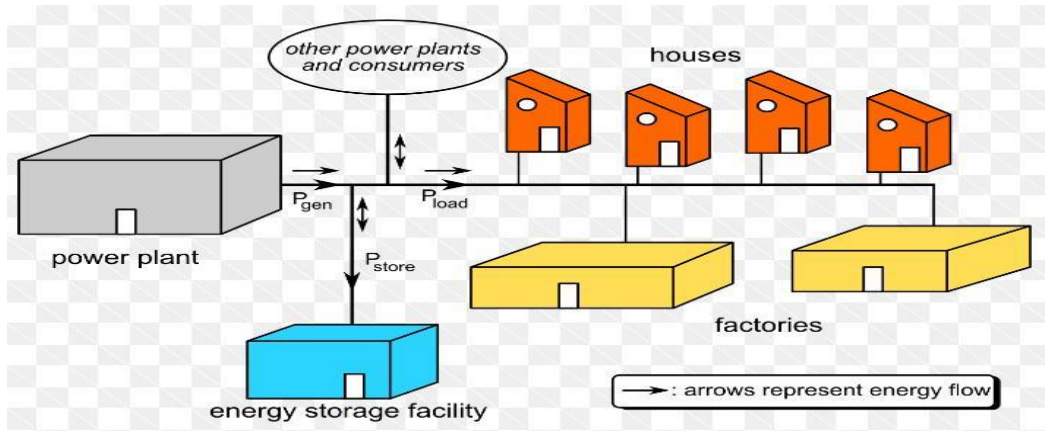 other power plants
and consumers
houses
P_gen
P_load
power plant
P_store
factories
energy storage facility
→: arrows represent energy flow